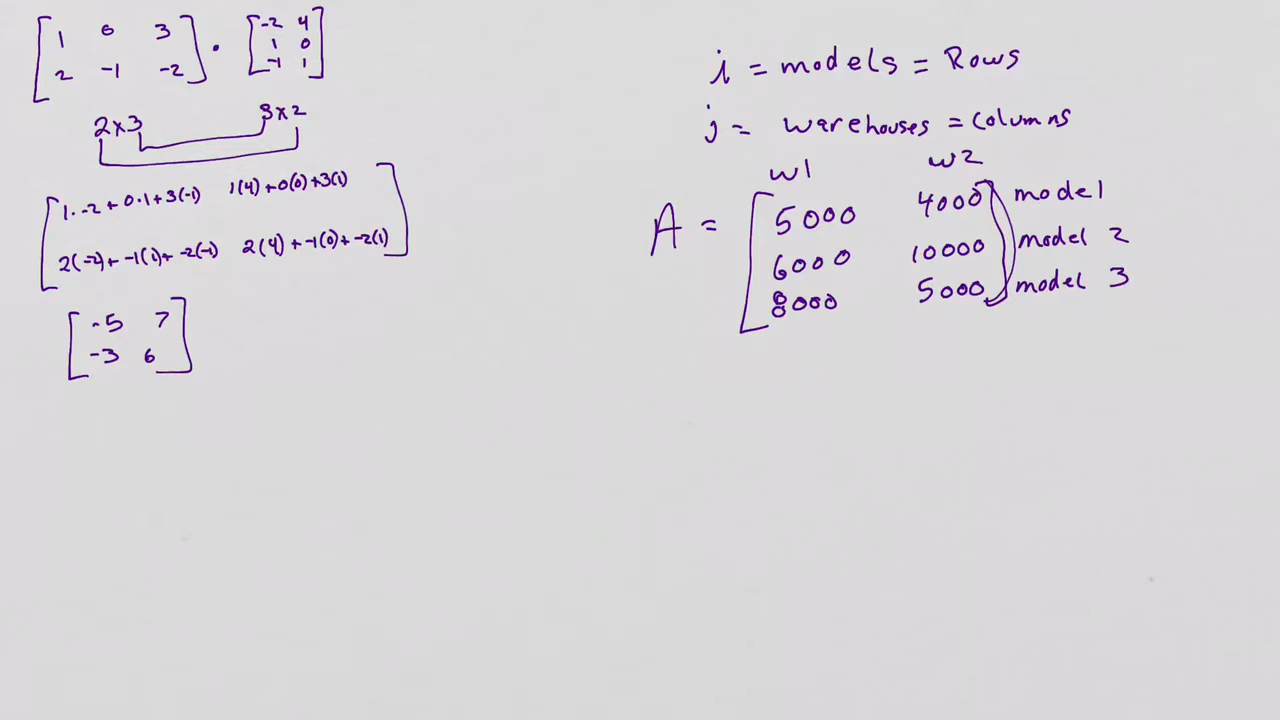 [1 0 3] . [-2 4]
[2 -1 -2] [1 0]
[-1 1]
2x3 3x2
[1.-2+0.1+3(-1) 1(4)+0(0)+3(1)]
[2(-2)+-1(1)+-2(-1) 2(4)+-1(0)+-2(1)]
[-5 7]
[-3 6]
i = models = Rows
j = warehouses = columns
w1 w2
A = [5000 4000] model 1
[6000 10000] model 2
[8000 5000] model 3